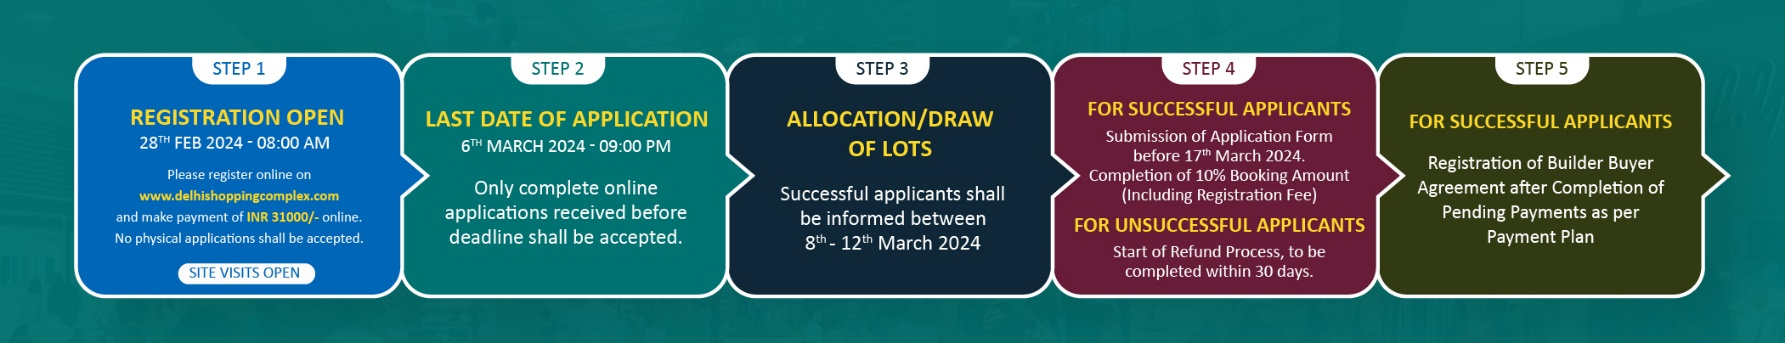 STEP 1
REGISTRATION OPEN
28TH FEB 2024 - 08:00 AM
Please register online on
www.delhishoppingcomplex.com
and make payment of INR 31000/- online.
No physical applications shall be accepted.
SITE VISITS OPEN
STEP 2
LAST DATE OF APPLICATION
6TH MARCH 2024 - 09:00 PM
Only complete online
applications received before
deadline shall be accepted.
STEP 3
ALLOCATION/DRAW
OF LOTS
Successful applicants shall
be informed between
8th - 12th March 2024
STEP 4
FOR SUCCESSFUL APPLICANTS
Submission of Application Form
before 17th March 2024.
Completion of 10% Booking Amount
(Including Registration Fee)
FOR UNSUCCESSFUL APPLICANTS
Start of Refund Process, to be
completed within 30 days.
STEP 5
FOR SUCCESSFUL APPLICANTS
Registration of Builder Buyer
Agreement after Completion of
Pending Payments as per
Payment Plan